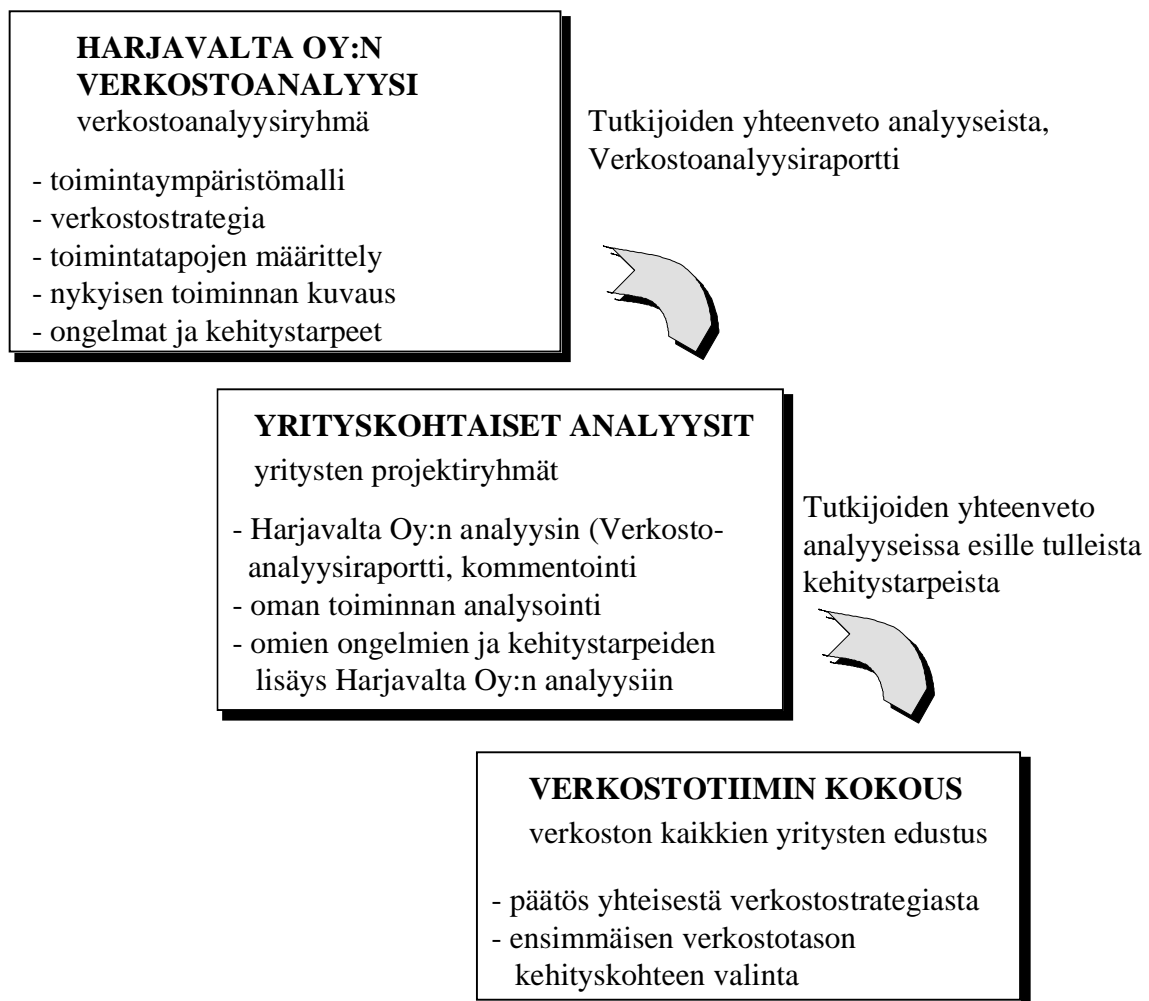 HARJAVALTA OY:N
VERKOSTOANALYYSI
verkostoanalyysiryhmä
- toimintaympäristömalli
- verkostostrategia
- toimintatapojen määrittely
- nykyisen toiminnan kuvaus
- ongelmat ja kehitystarpeet
Tutkijoiden yhteenveto analyyseista,
Verkostoanalyysiraportti
YRITYSKOHTAISET ANALYYSIT
yritysten projektiryhmät
- Harjavalta Oy:n analyysin (Verkosto-
analyysiraportti, kommentointi
- oman toiminnan analysointi
- omien ongelmien ja kehitystarpeiden
lisäys Harjavalta Oy:n analyysiin
Tutkijoiden yhteenveto
analyyseissa esille tulleista
kehitystarpeista
VERKOSTOTIIMIN KOKOUS
verkoston kaikkien yritysten edustus
- päätös yhteisestä verkostostrategiasta
- ensimmäisen verkostotason
kehityskohteen valinta